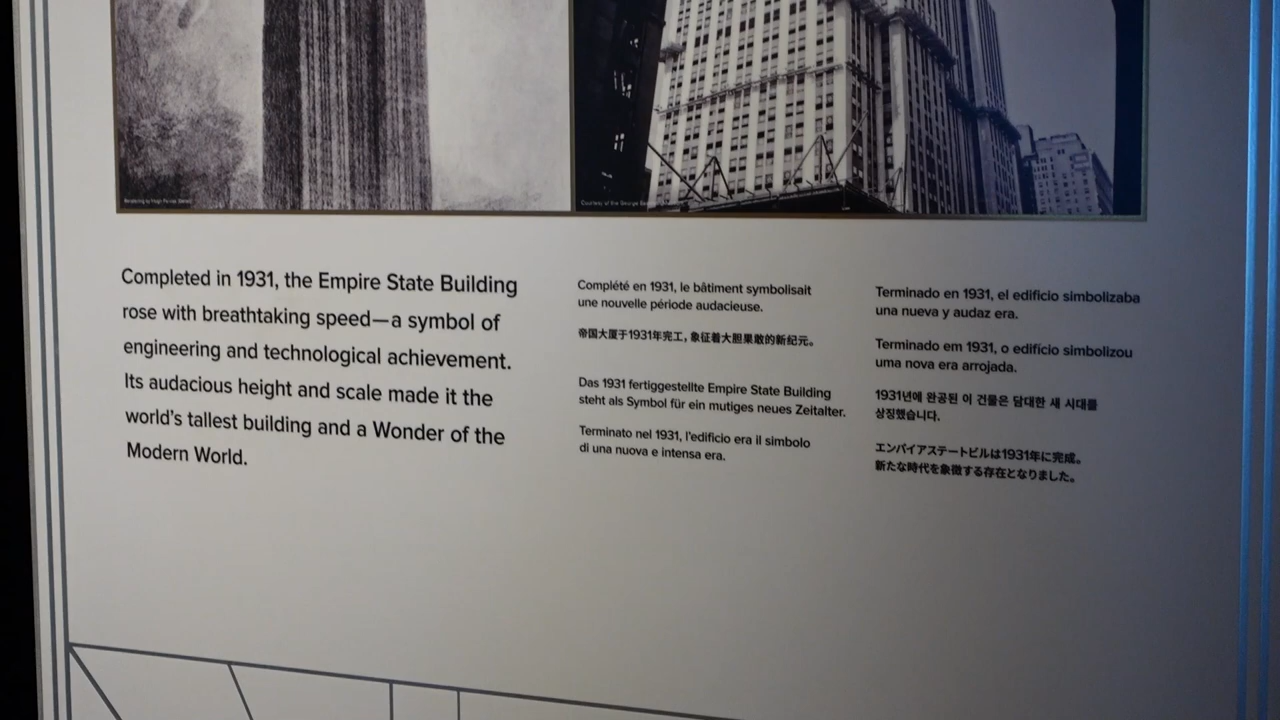 Rendering by Hugh Ferriss
Courtesy of the George
Completed in 1931, the Empire State Building
rose with breathtaking speed—a symbol of
engineering and technological achievement.
Its audacious height and scale made it the
world's tallest building and a Wonder of the
Modern World.
Complété en 1931, le bâtiment symbolisait
une nouvelle période audacieuse.
帝国大厦于1931年完工，象征着大胆果敢的新纪元。
Das 1931 fertiggestellte Empire State Building
steht als Symbol für ein mutiges neues Zeitalter.
Terminato nel 1931, l'edificio era il simbolo
di una nuova e intensa era.
Terminado en 1931, el edificio simbolizaba
una nueva y audaz era.
Terminado em 1931, o edifício simbolizou
uma nova era arrojada.
1931년에 완공된 이 건물은 담대한 새 시대를
상징했습니다.
エンパイアステートビルは1931年に完成。
新たな時代を象徴する存在となりました。